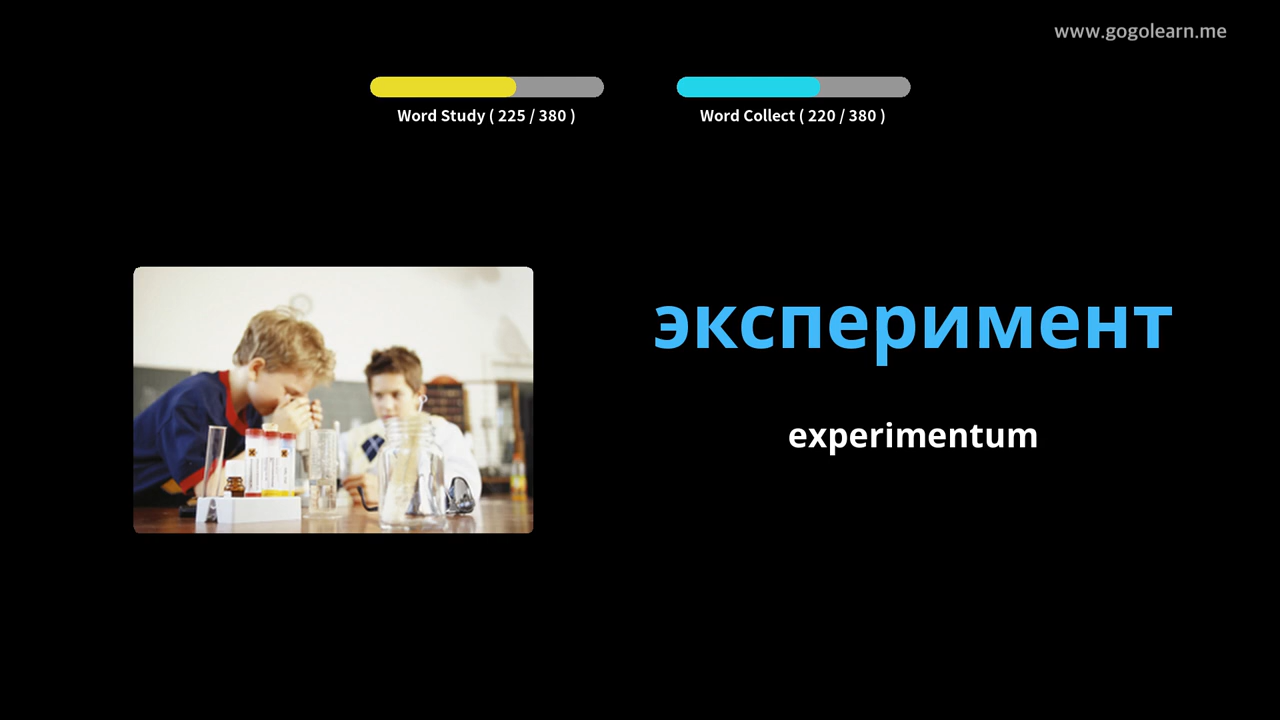 www.gogolearn.me
Word Study ( 225 / 380 )
Word Collect ( 220 / 380 )
эксперимент
experimentum